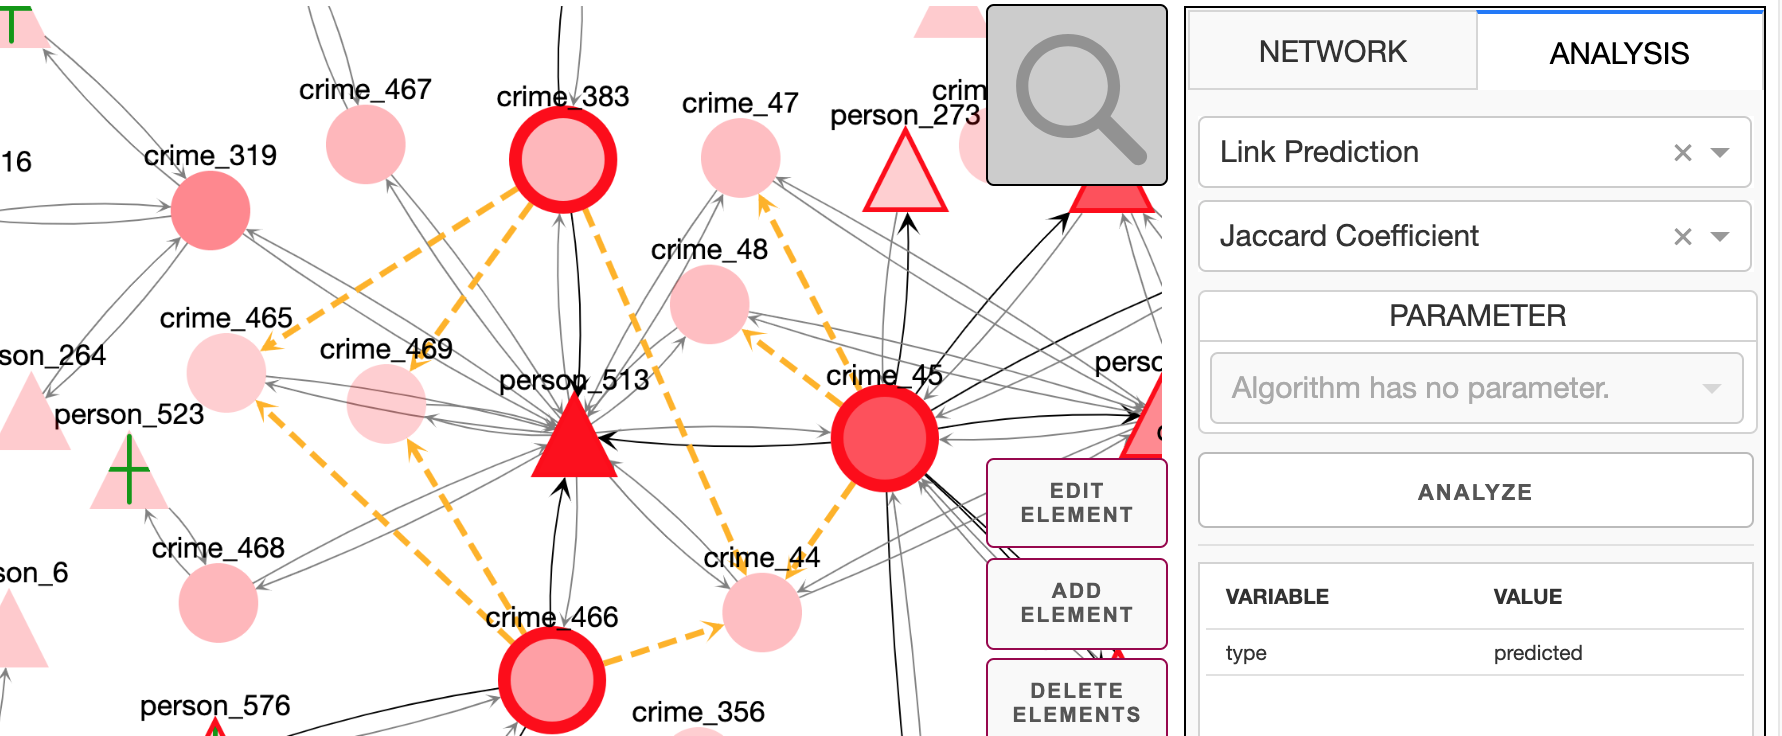 NETWORK
ANALYSIS
Link Prediction
Jaccard Coefficient
PARAMETER
Algorithm has no parameter.
ANALYZE
VARIABLE VALUE
type predicted
crime_467
crime_383
crime_47
crim
person_273
16
crime_319
crime_48
crime_465
crime_469
son_264
person_513
crime_45
perso
person_523
EDIT
ELEMENT
crime_468
crime_44
son_6
ADD
ELEMENT
crime_466
person_576
crime_356
DELETE
ELEMENTS